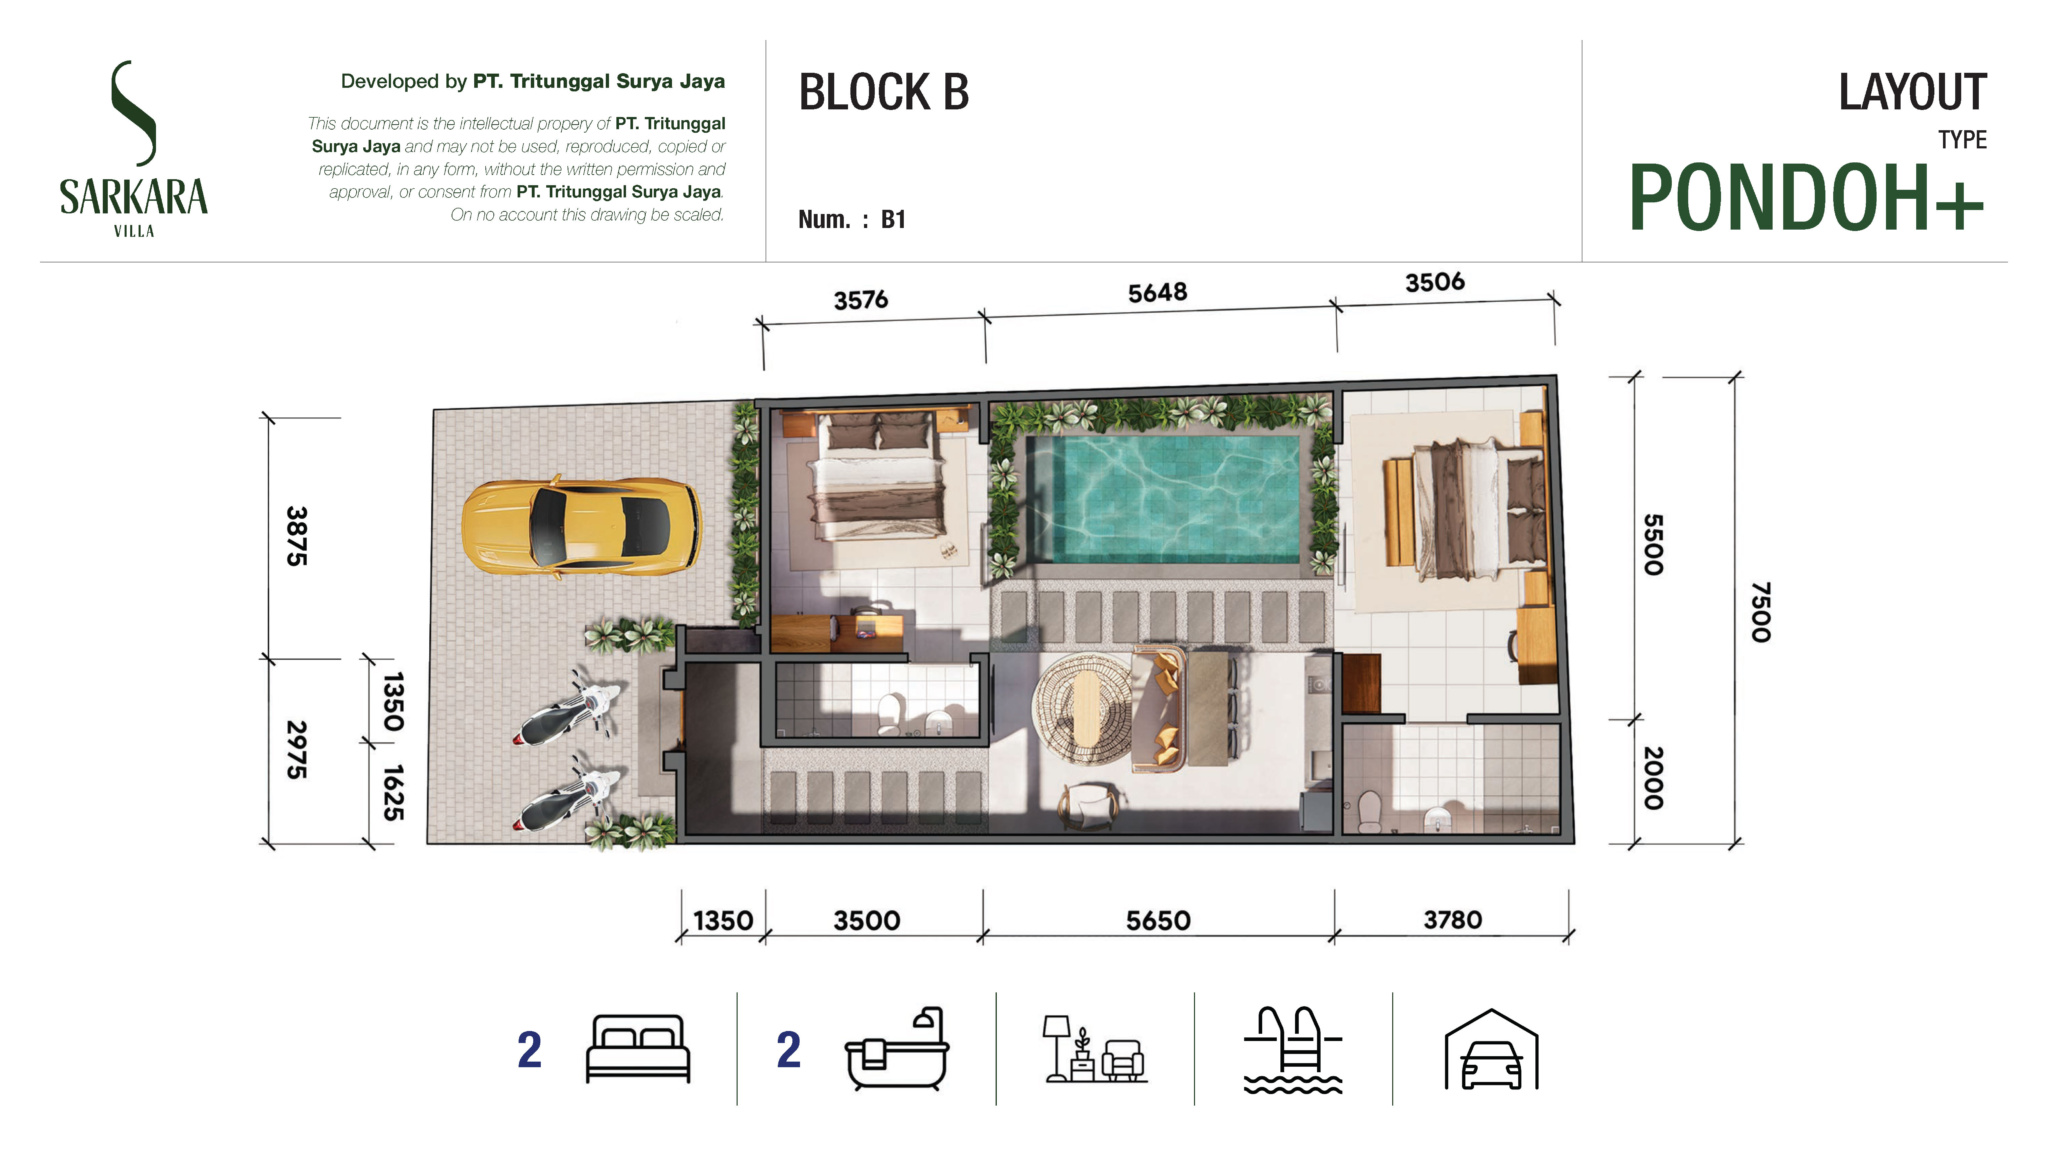 SARKARA
VILLA
Developed by PT. Tritunggal Surya Jaya
This document is the intellectual propery of PT. Tritunggal
Surya Jaya and may not be used, reproduced, copied or
replicated, in any form, without the written permission and
approval, or consent from PT. Tritunggal Surya Jaya.
On no account this drawing be scaled.
BLOCK B
Num. : B1
LAYOUT
TYPE
PONDOH+
3576
5648
3506
3875
2975
1350
1625
5500
2000
7500
1350
3500
5650
3780
2
2